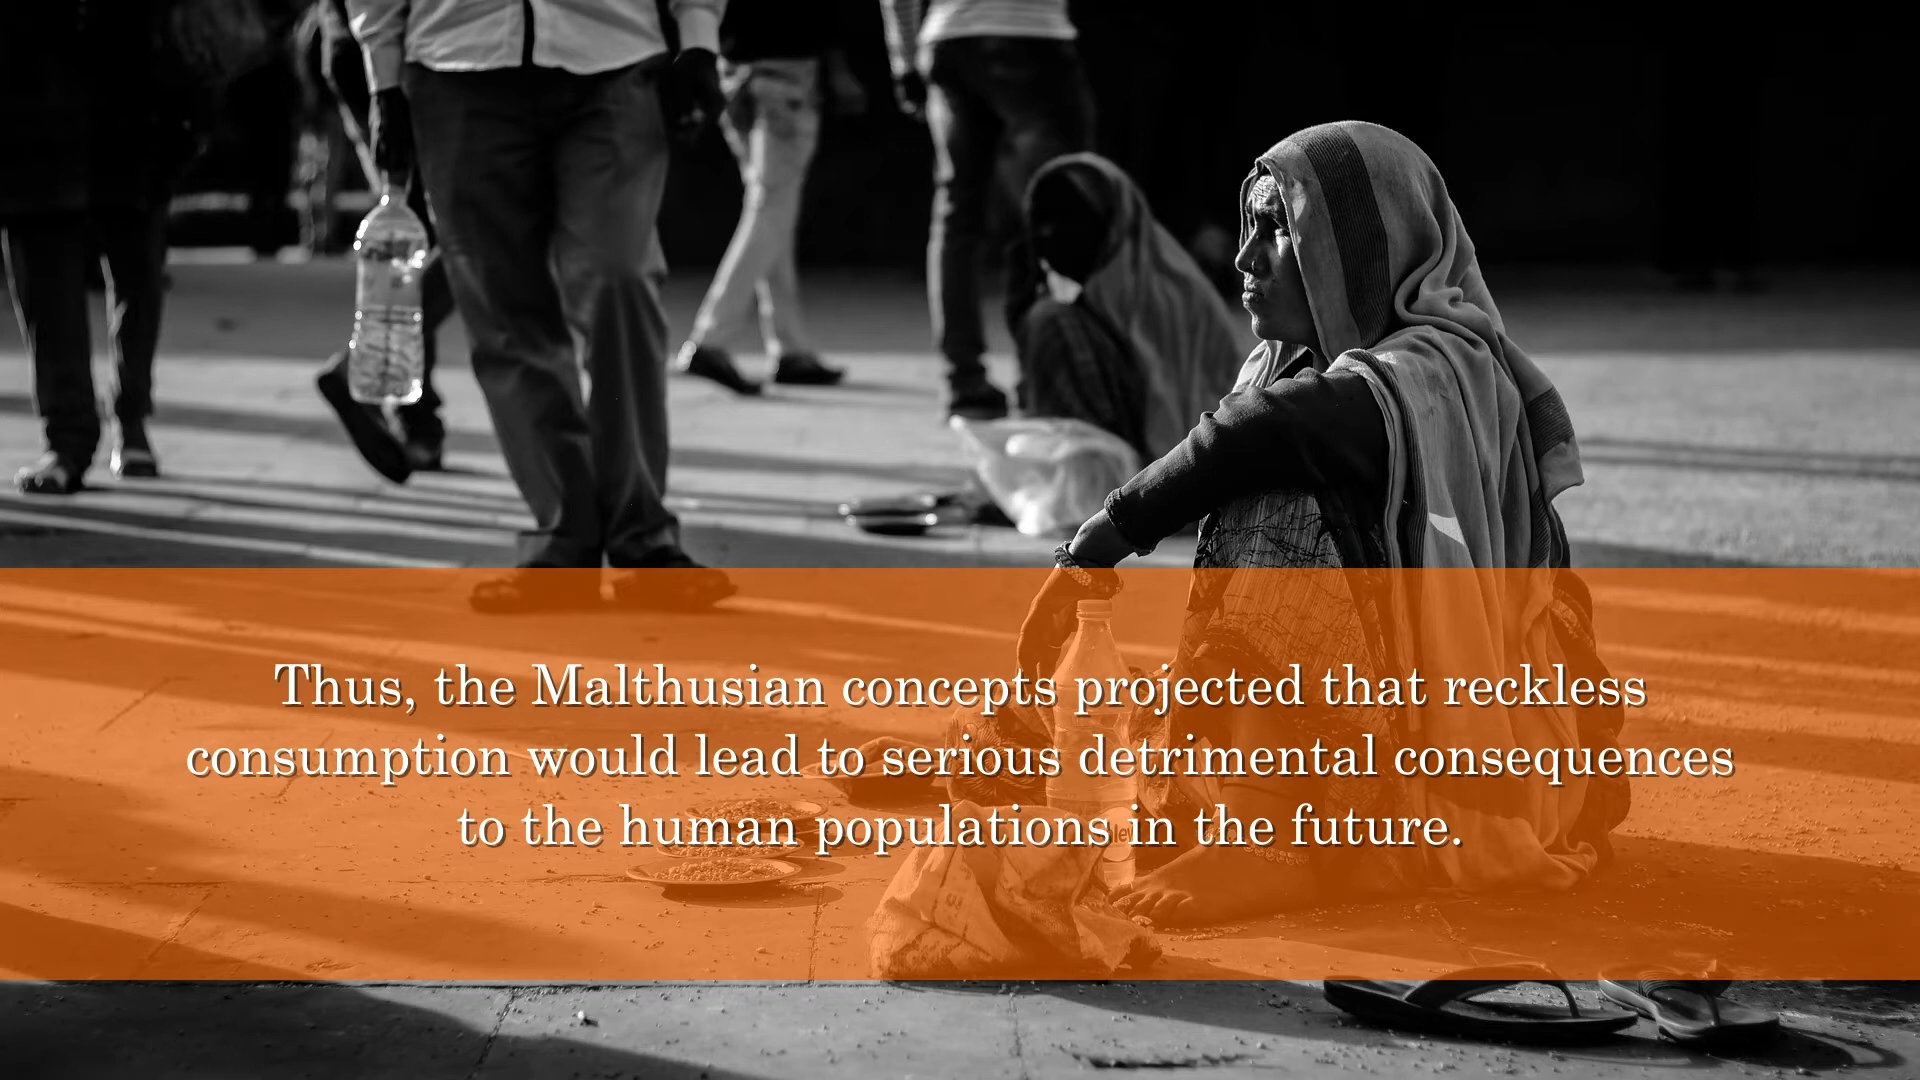 Thus, the Malthusian concepts projected that reckless
consumption would lead to serious detrimental consequences
to the human populations in the future.